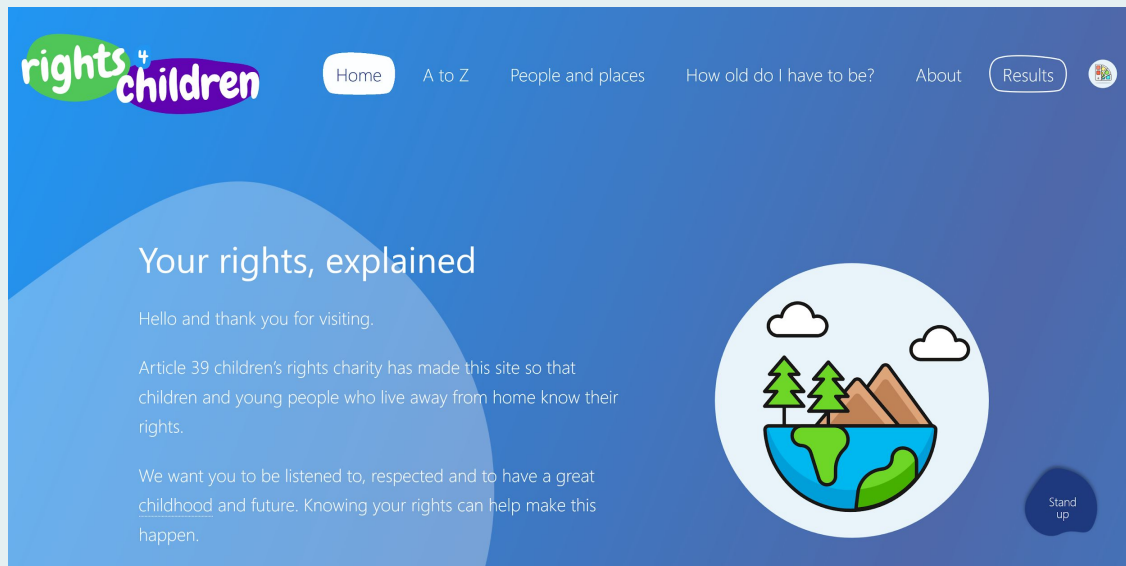 rights 4 children
Home
A to Z
People and places
How old do I have to be?
About
Results
Your rights, explained
Hello and thank you for visiting.
Article 39 children's rights charity has made this site so that
children and young people who live away from home know their
rights.
We want you to be listened to, respected and to have a great
childhood and future. Knowing your rights can help make this
happen.
Stand
up